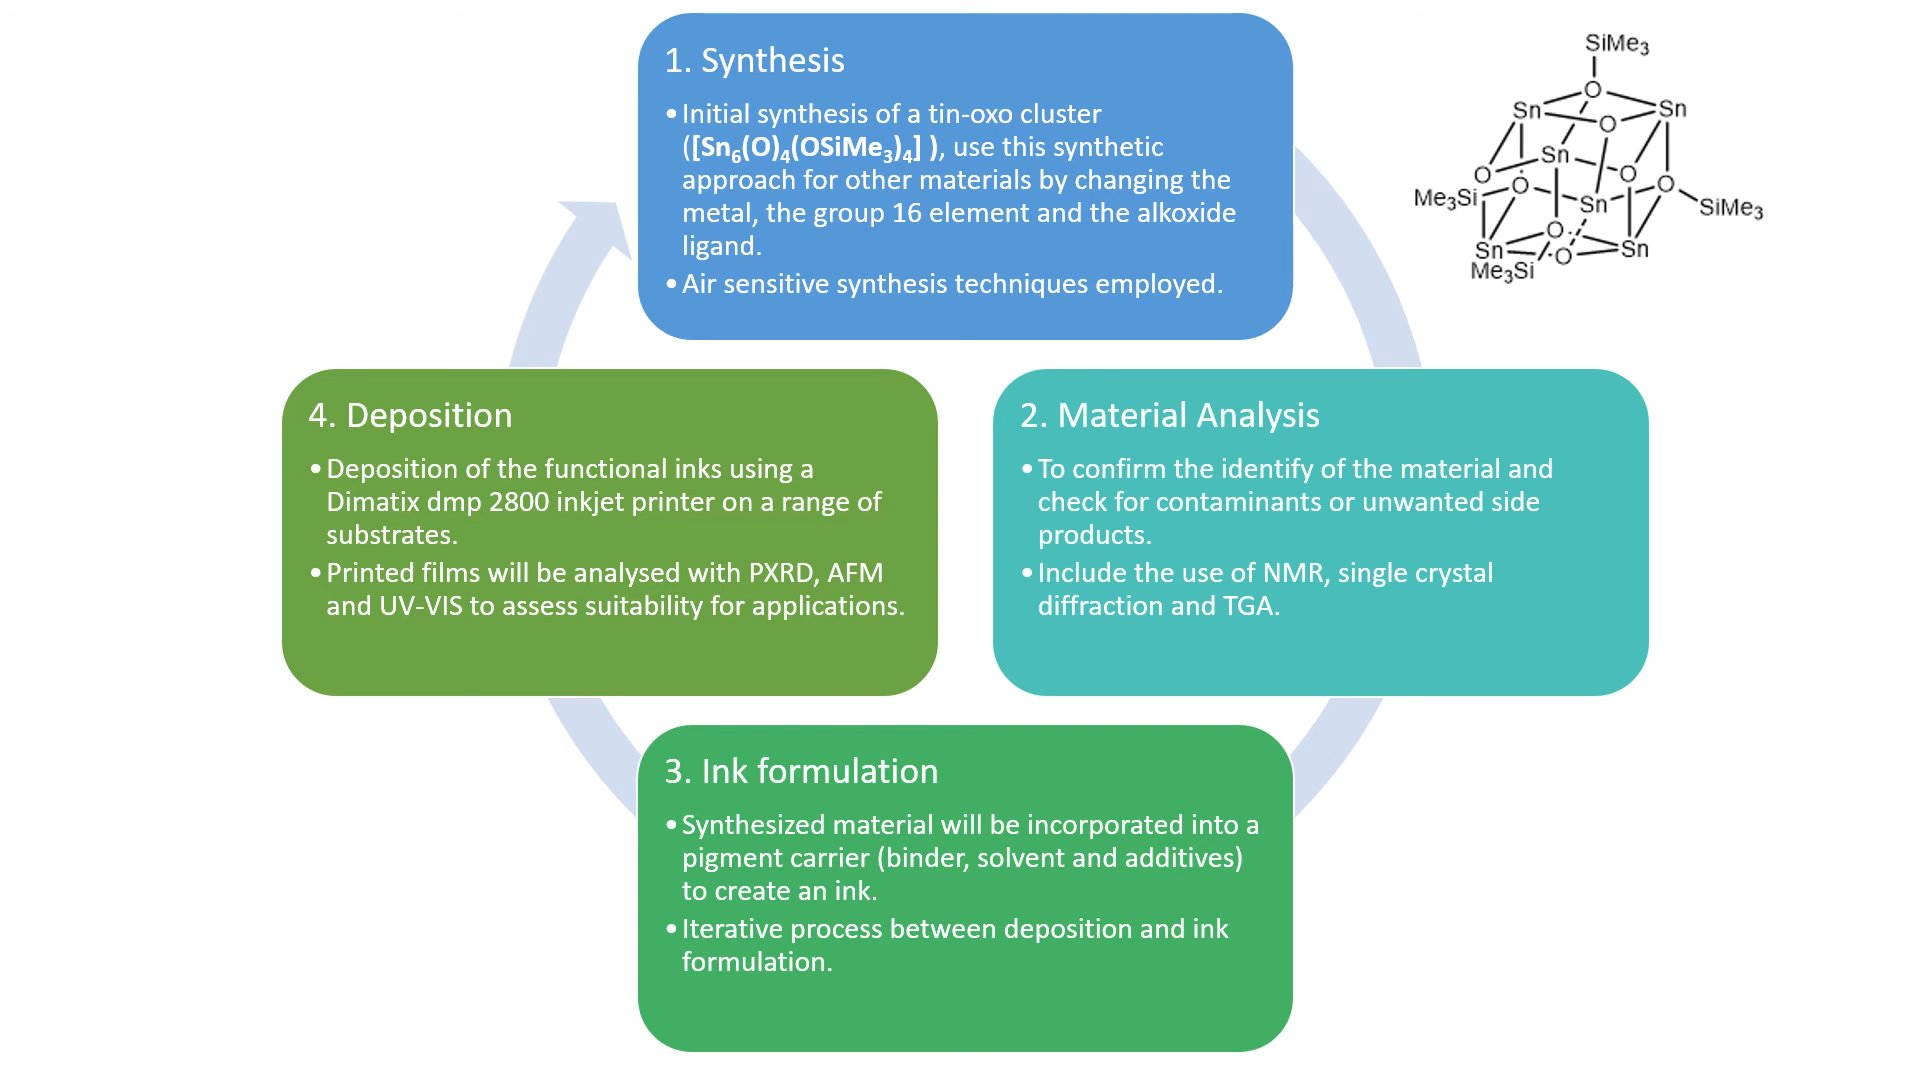 1. Synthesis
•Initial synthesis of a tin-oxo cluster
([Sn₆(O)₄(OSiMe₃)₄] ), use this synthetic
approach for other materials by changing the
metal, the group 16 element and the alkoxide
ligand.
•Air sensitive synthesis techniques employed.
SiMe₃
O
Sn Sn
O
Sn
O O
Me₃Si O O
Sn SiMe₃
O
Sn O Sn
Me₃Si
2. Material Analysis
•To confirm the identify of the material and
check for contaminants or unwanted side
products.
•Include the use of NMR, single crystal
diffraction and TGA.
3. Ink formulation
•Synthesized material will be incorporated into a
pigment carrier (binder, solvent and additives)
to create an ink.
•Iterative process between deposition and ink
formulation.
4. Deposition
•Deposition of the functional inks using a
Dimatix dmp 2800 inkjet printer on a range of
substrates.
•Printed films will be analysed with PXRD, AFM
and UV-VIS to assess suitability for applications.